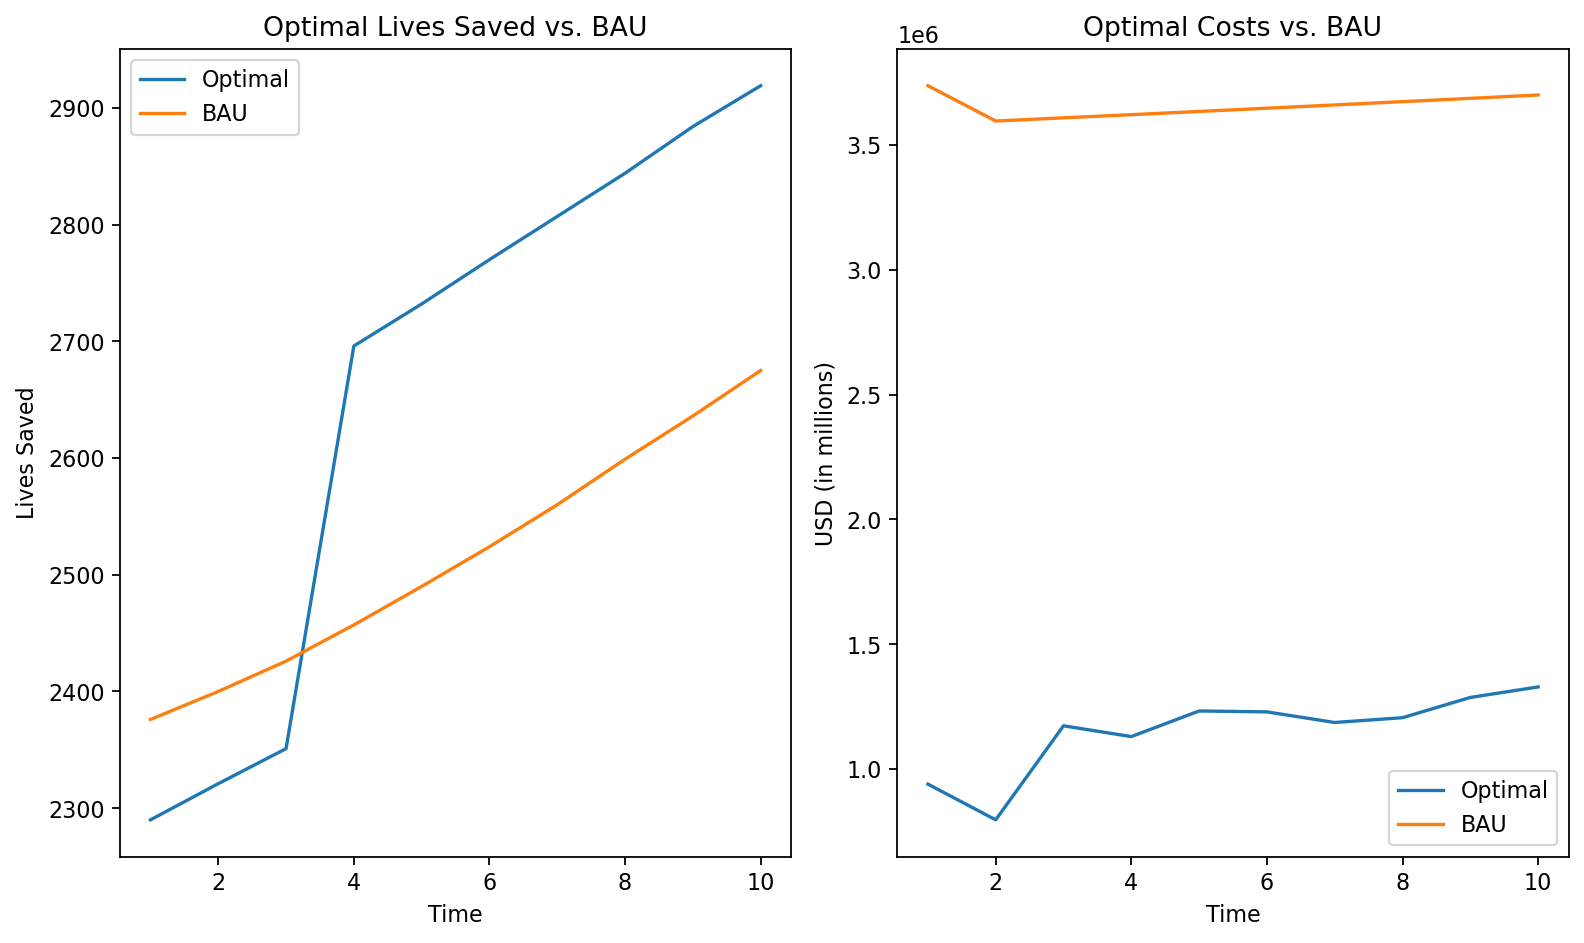 Optimal Lives Saved vs. BAU
Optimal
BAU
2900
2800
2700
2600
2500
2400
2300
Lives Saved
2 4 6 8 10
Time
Optimal Costs vs. BAU
1e6
3.5
3.0
2.5
2.0
1.5
1.0
USD (in millions)
Optimal
BAU
2 4 6 8 10
Time